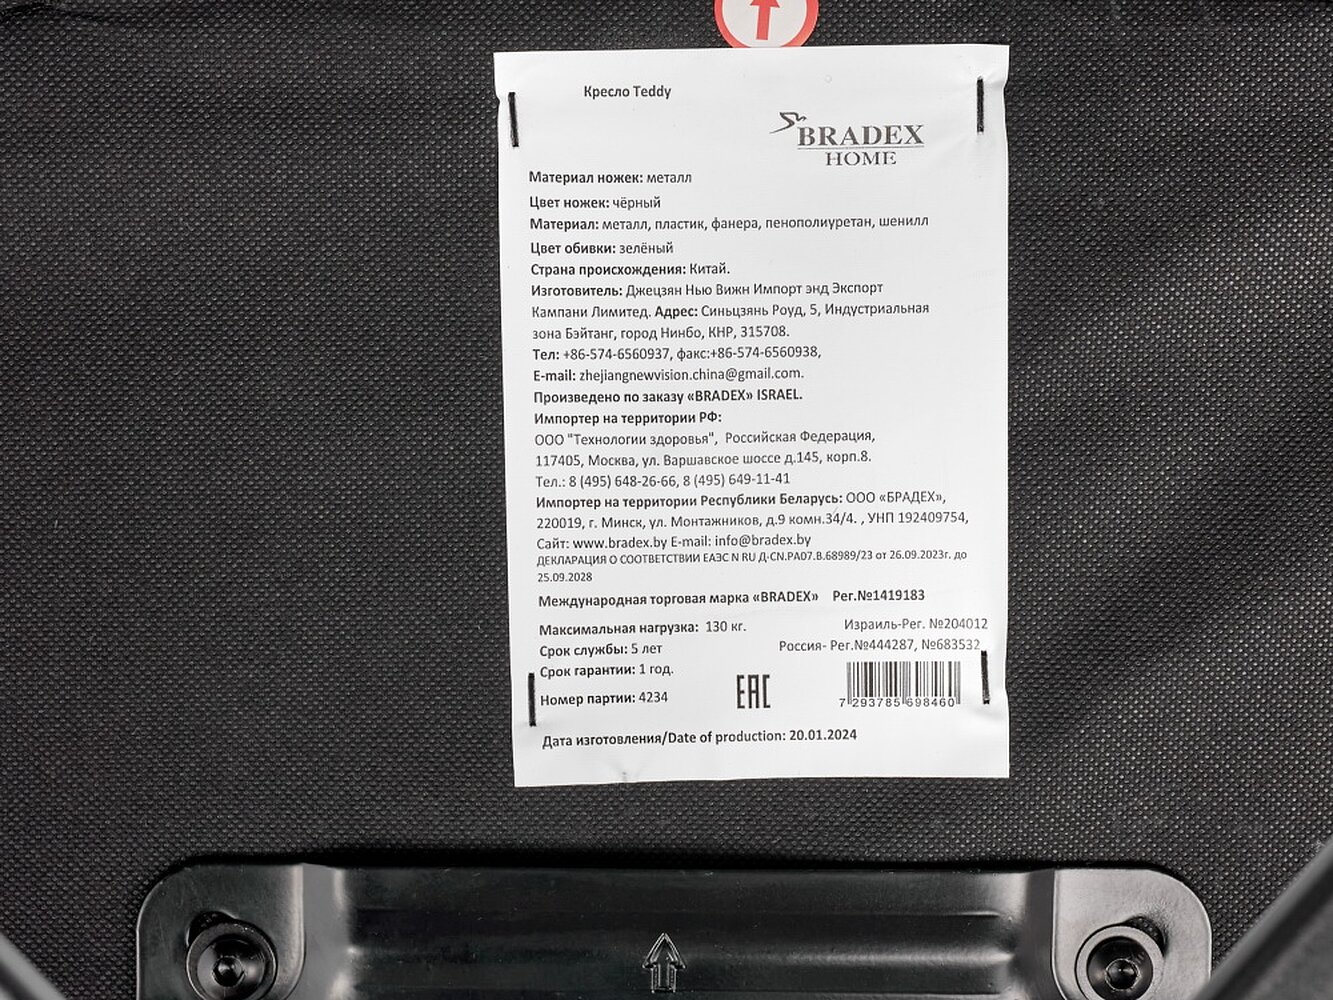 Кресло Teddy
BRADEX
HOME
Материал ножек: металл
Цвет ножек: чёрный
Материал: металл, пластик, фанера, пенополиуретан, шенилл
Цвет обивки: зелёный
Страна происхождения: Китай.
Изготовитель: Джецзян Нью Вижн Импорт энд Экспорт
Кампани Лимитед. Адрес: Синьцзянь Роуд, 5, Индустриальная
зона Бэйтанг, город Нинбо, КНР, 315708.
Тел: +86-574-6560937, факс:+86-574-6560938,
E-mail: zhejiangnewvision.china@gmail.com.
Произведено по заказу «BRADEX» ISRAEL.
Импортер на территории РФ:
ООО "Технологии здоровья", Российская Федерация,
117405, Москва, ул. Варшавское шоссе д.145, корп.8.
Тел.: 8 (495) 648-26-66, 8 (495) 649-11-41
Импортер на территории Республики Беларусь: ООО «БРАДЕХ»,
220019, г. Минск, ул. Монтажников, д.9 комн.34/4. , УНП 192409754,
Сайт: www.bradex.by E-mail: info@bradex.by
ДЕКЛАРАЦИЯ О СООТВЕТСТВИИ ЕАЭС N RU Д-CN.РА07.В.68989/23 от 26.09.2023г. до
25.09.2028
Международная торговая марка «BRADEX» Рег.№1419183
Израиль-Рег. №204012
Россия- Рег.№444287, №683532
Максимальная нагрузка: 130 кг.
Срок службы: 5 лет
Срок гарантии: 1 год.
Номер партии: 4234
EAC
7 293785 698460
Дата изготовления/Date of production: 20.01.2024